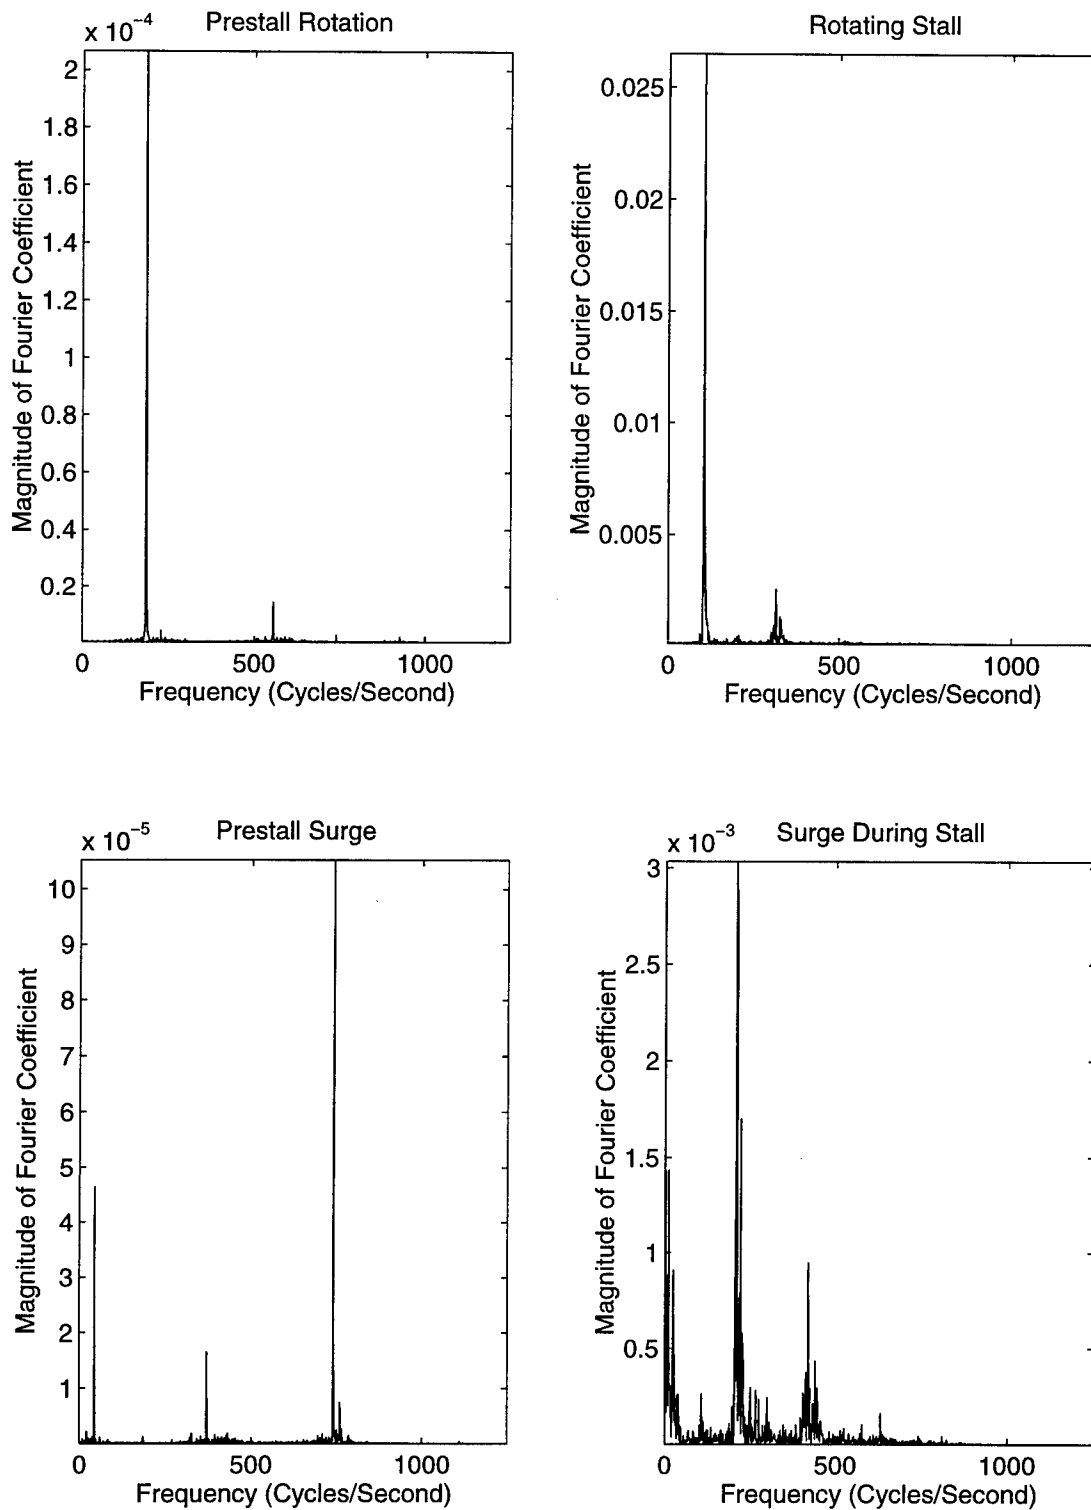 x 10⁻⁴
Prestall Rotation
2
1.8
1.6
1.4
1.2
1
0.8
0.6
0.4
0.2
0
500
1000
Magnitude of Fourier Coefficient
Frequency (Cycles/Second)
Rotating Stall
0.025
0.02
0.015
0.01
0.005
0
500
1000
Magnitude of Fourier Coefficient
Frequency (Cycles/Second)
x 10⁻⁵
Prestall Surge
10
9
8
7
6
5
4
3
2
1
0
500
1000
Magnitude of Fourier Coefficient
Frequency (Cycles/Second)
x 10⁻³
Surge During Stall
3
2.5
2
1.5
1
0.5
0
500
1000
Magnitude of Fourier Coefficient
Frequency (Cycles/Second)